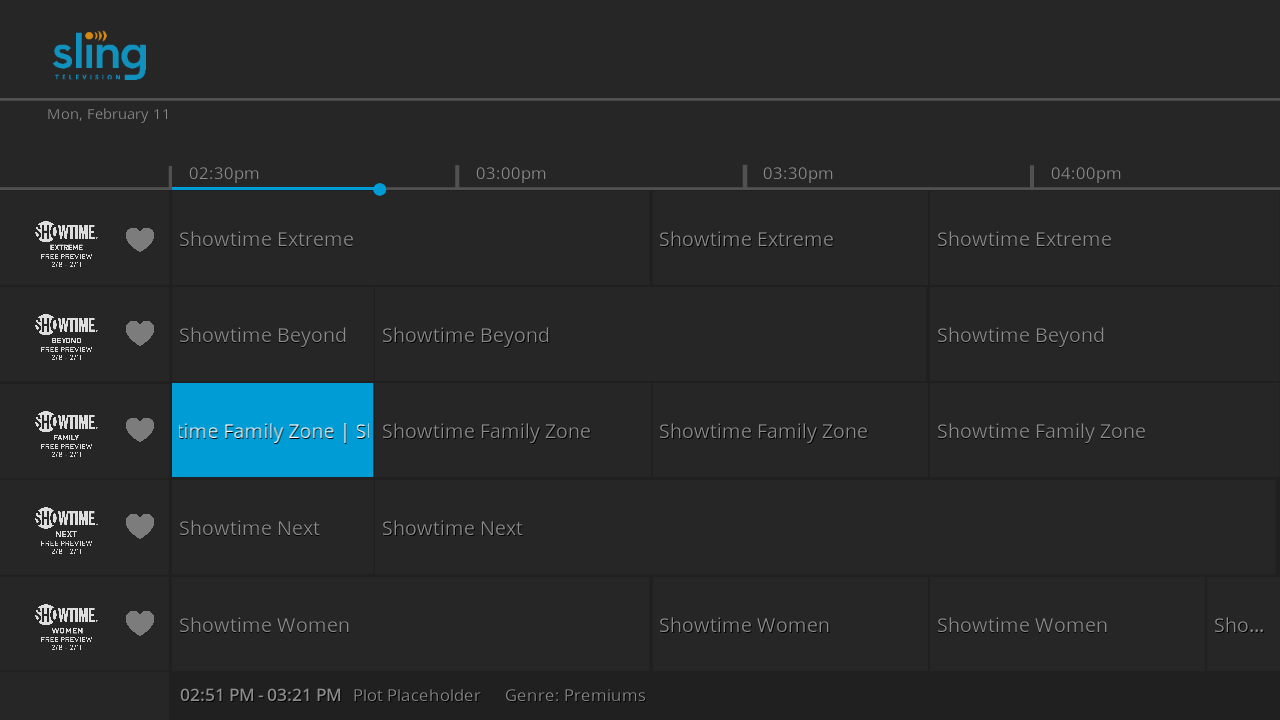 sling
TELEVISION
Mon, February 11
02:30pm 03:00pm 03:30pm 04:00pm
SHOWTIME.
EXTREME
FREE PREVIEW
2/8 - 2/11
Showtime Extreme Showtime Extreme Showtime Extreme
SHOWTIME.
BEYOND
FREE PREVIEW
2/8 - 2/11
Showtime Beyond Showtime Beyond Showtime Beyond
SHOWTIME.
FAMILY
FREE PREVIEW
2/8 - 2/11
time Family Zone | Sh Showtime Family Zone Showtime Family Zone Showtime Family Zone
SHOWTIME.
NEXT
FREE PREVIEW
2/8 - 2/11
Showtime Next Showtime Next
SHOWTIME.
WOMEN
FREE PREVIEW
2/8 - 2/11
Showtime Women Showtime Women Showtime Women Sho...
02:51 PM - 03:21 PM Plot Placeholder Genre: Premiums